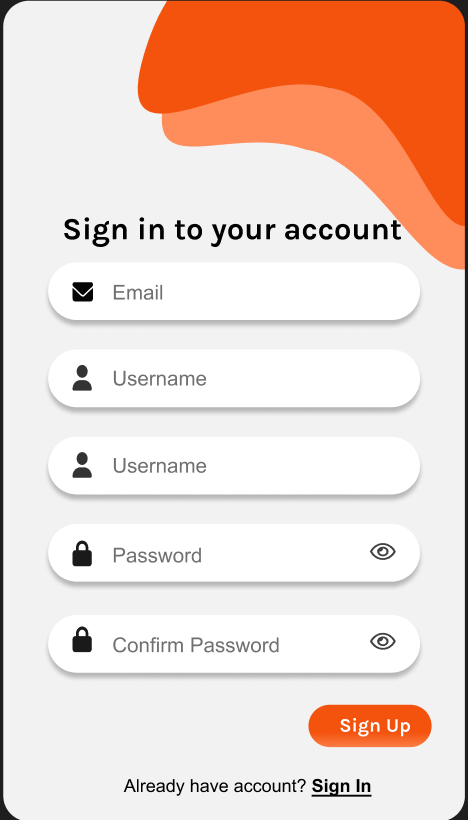 Sign in to your account
Email
Username
Username
Password
Confirm Password
Sign Up
Already have account? Sign In